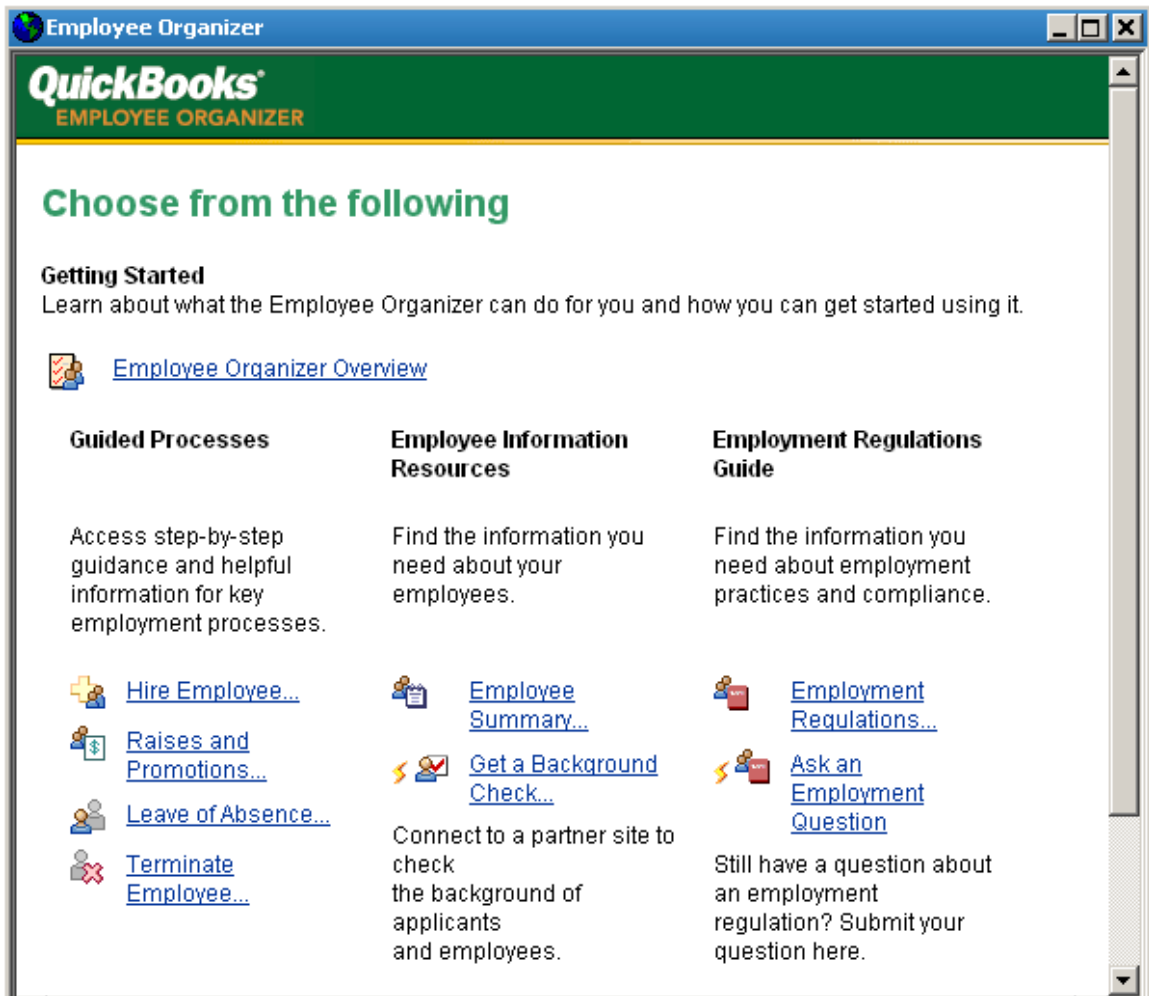 Employee Organizer
QuickBooks
EMPLOYEE ORGANIZER
Choose from the following
Getting Started
Learn about what the Employee Organizer can do for you and how you can get started using it.
Employee Organizer Overview
Guided Processes
Access step-by-step
guidance and helpful
information for key
employment processes.
Hire Employee...
Raises and
Promotions...
Leave of Absence...
Terminate
Employee...
Employee Information
Resources
Find the information you
need about your
employees.
Employee
Summary...
Get a Background
Check...
Connect to a partner site to
check
the background of
applicants
and employees.
Employment Regulations
Guide
Find the information you
need about employment
practices and compliance.
Employment
Regulations...
Ask an
Employment
Question
Still have a question about
an employment
regulation? Submit your
question here.